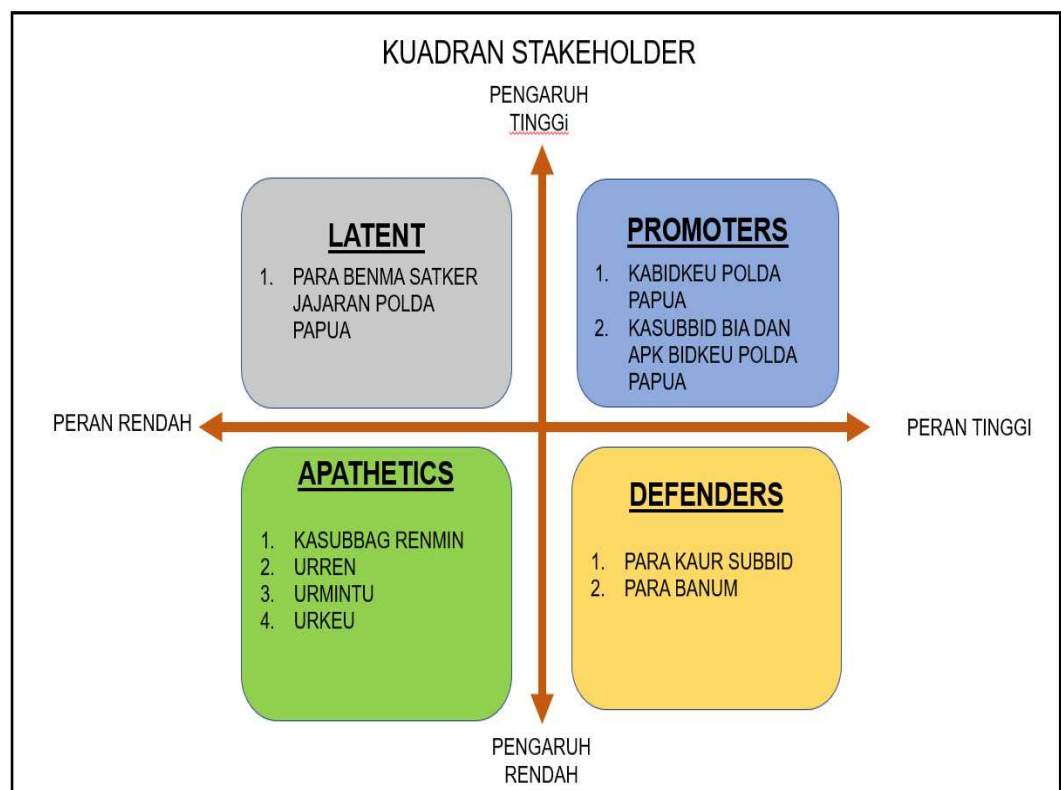 KUADRAN STAKEHOLDER
PENGARUH
TINGGi
LATENT
1. PARA BENMA SATKER
JAJARAN POLDA
PAPUA
PROMOTERS
1. KABIDKEU POLDA
PAPUA
2. KASUBBID BIA DAN
APK BIDKEU POLDA
PAPUA
PERAN RENDAH
PERAN TINGGI
APATHETICS
1. KASUBBAG RENMIN
2. URREN
3. URMINTU
4. URKEU
DEFENDERS
1. PARA KAUR SUBBID
2. PARA BANUM
PENGARUH
RENDAH